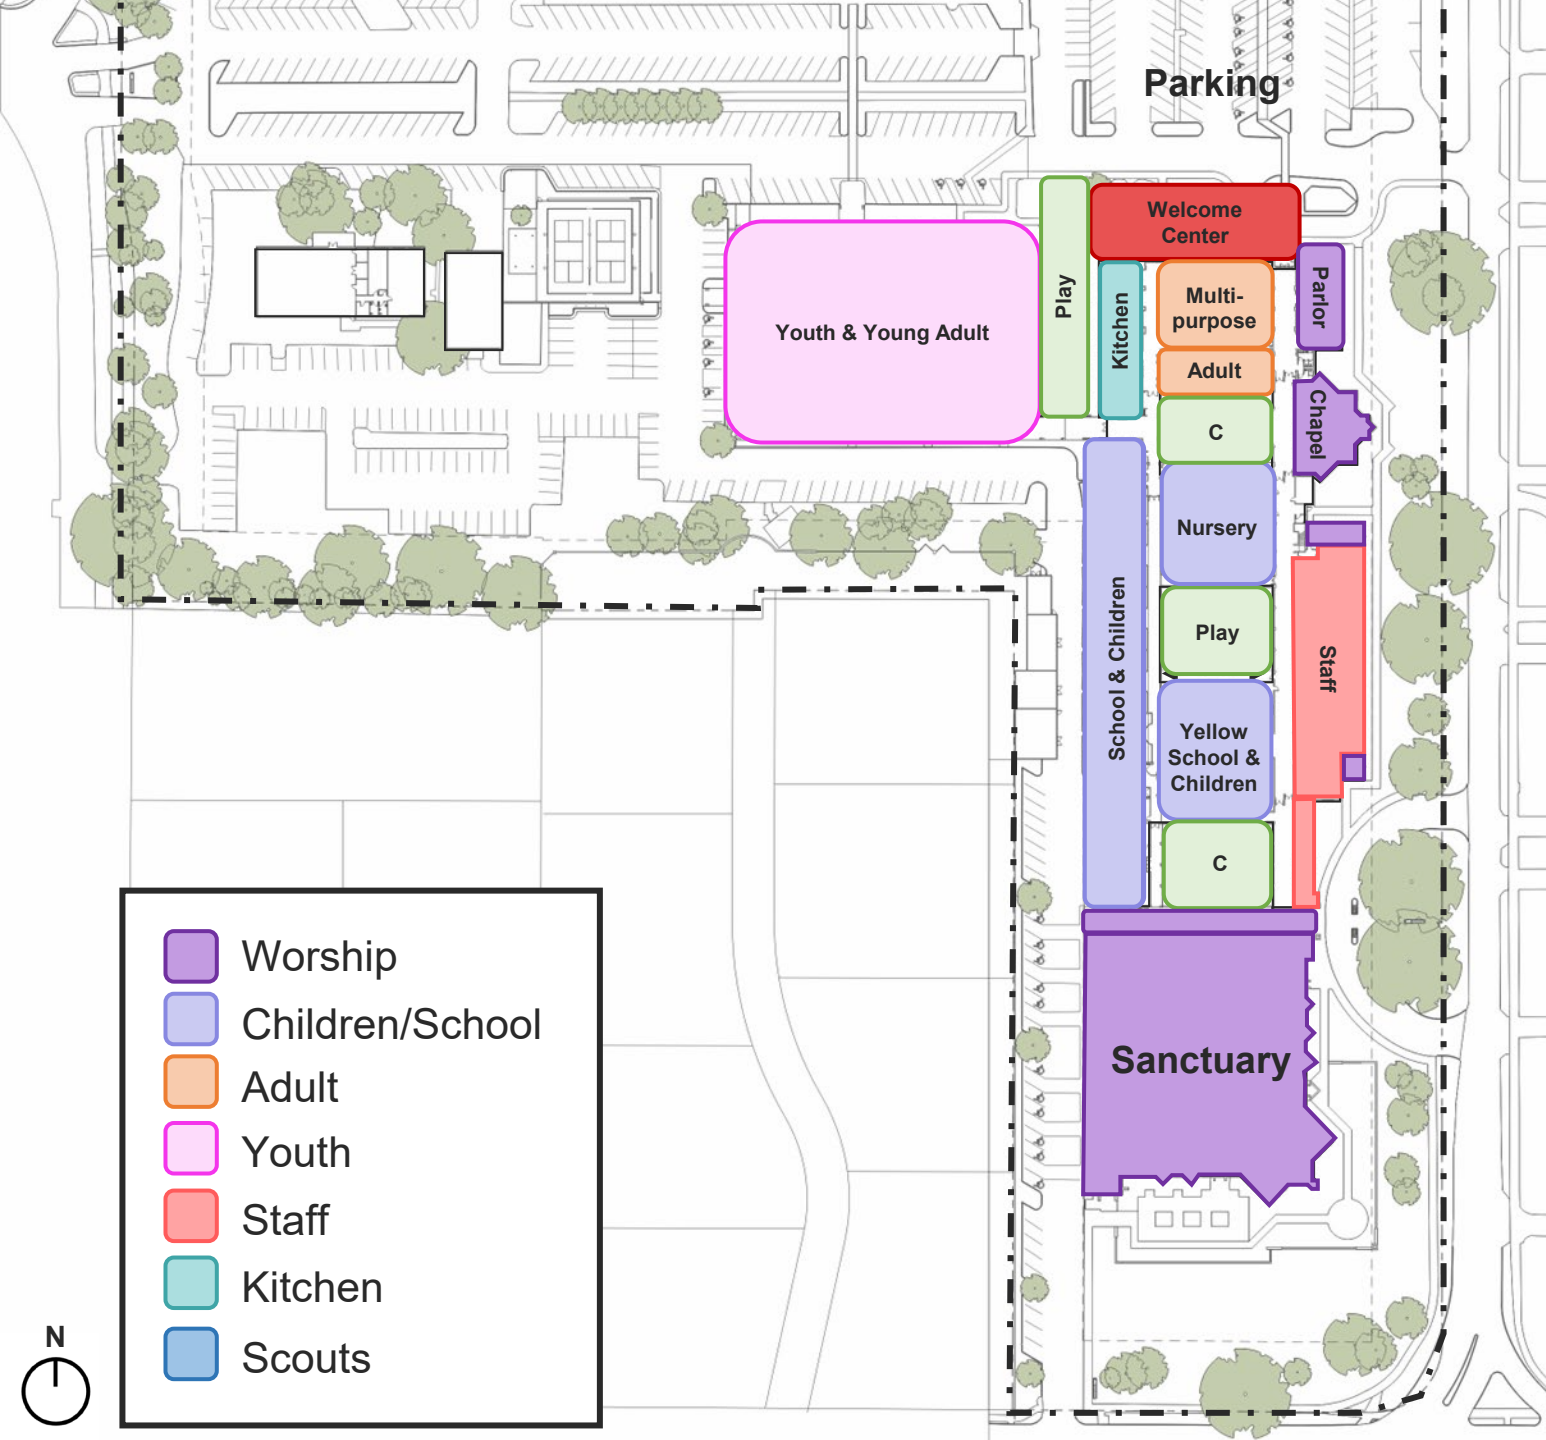 Parking
Welcome
Center
Play
Kitchen
Multi-
purpose
Parlor
Youth & Young Adult
Adult
Chapel
C
Nursery
School & Children
Play
Staff
Yellow
School &
Children
C
Sanctuary
Worship
Children/School
Adult
Youth
Staff
Kitchen
Scouts
N